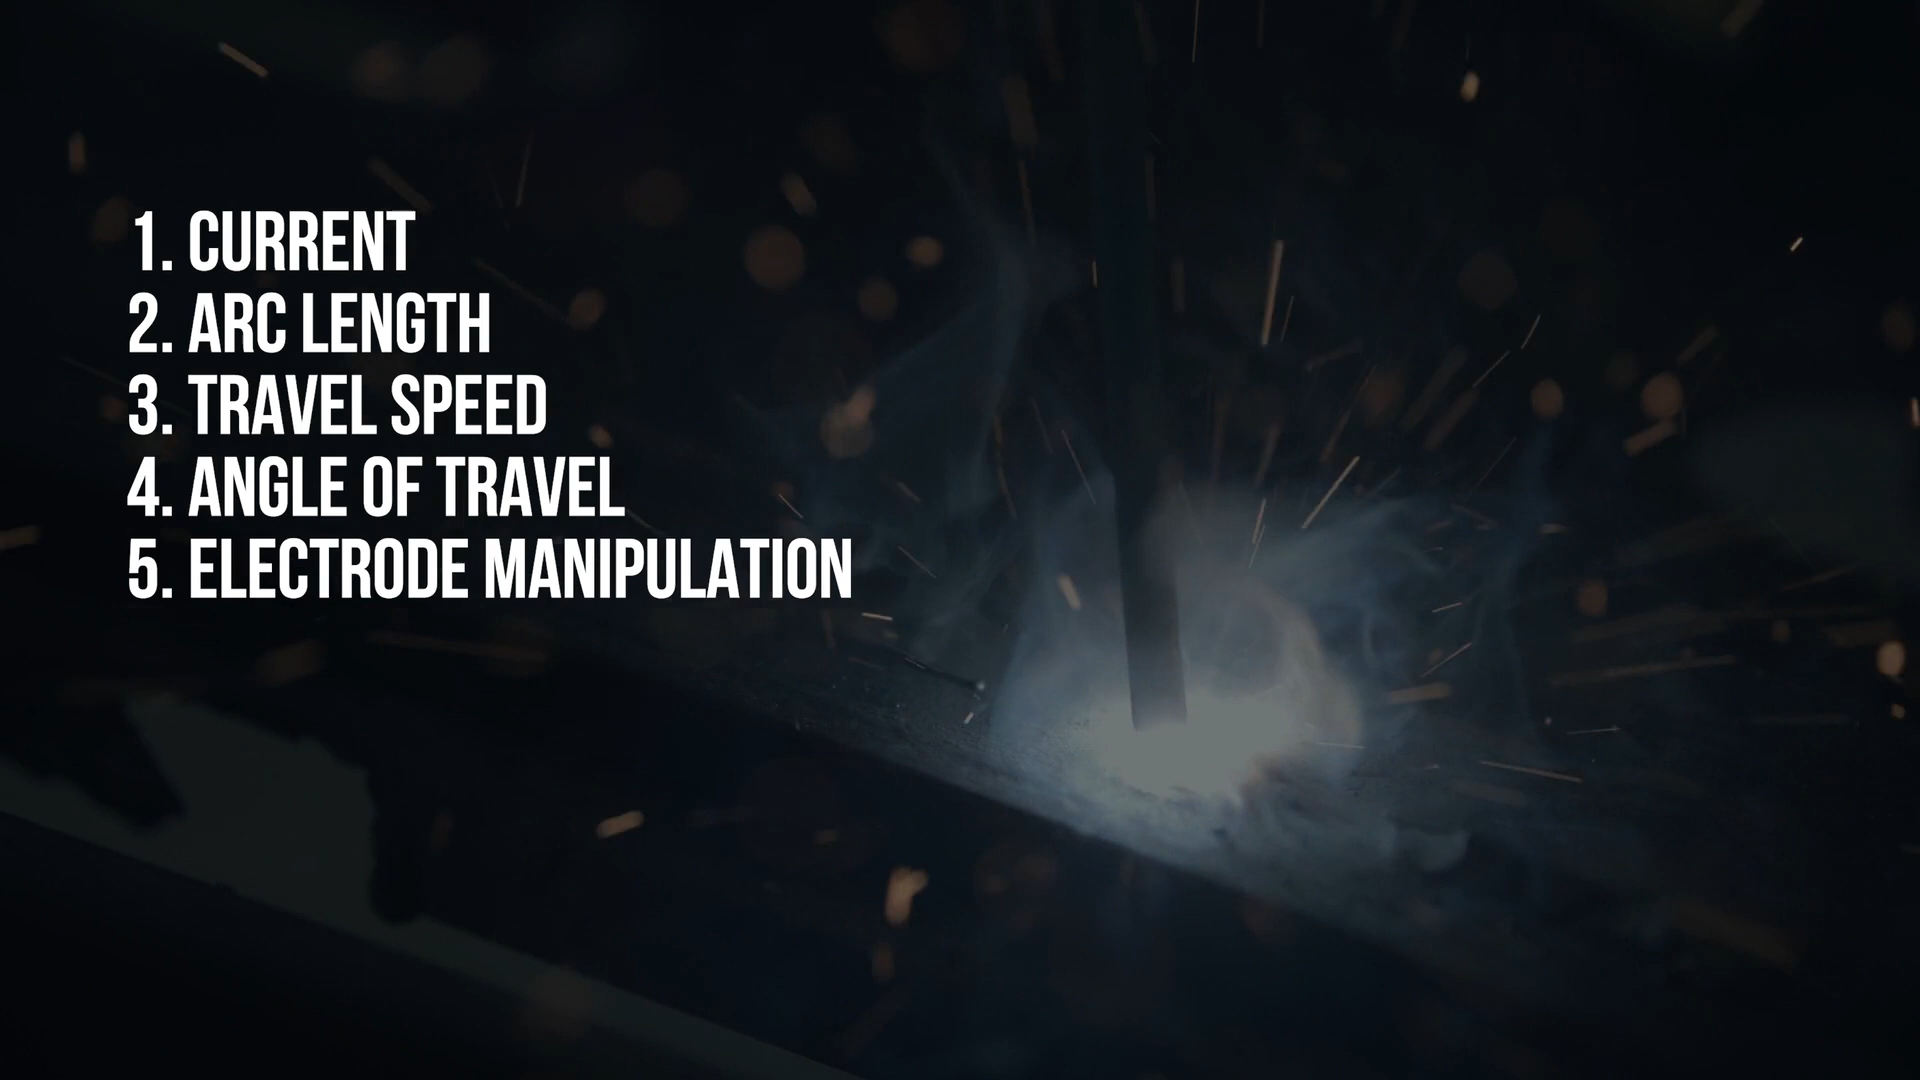 1. CURRENT
2. ARC LENGTH
3. TRAVEL SPEED
4. ANGLE OF TRAVEL
5. ELECTRODE MANIPULATION